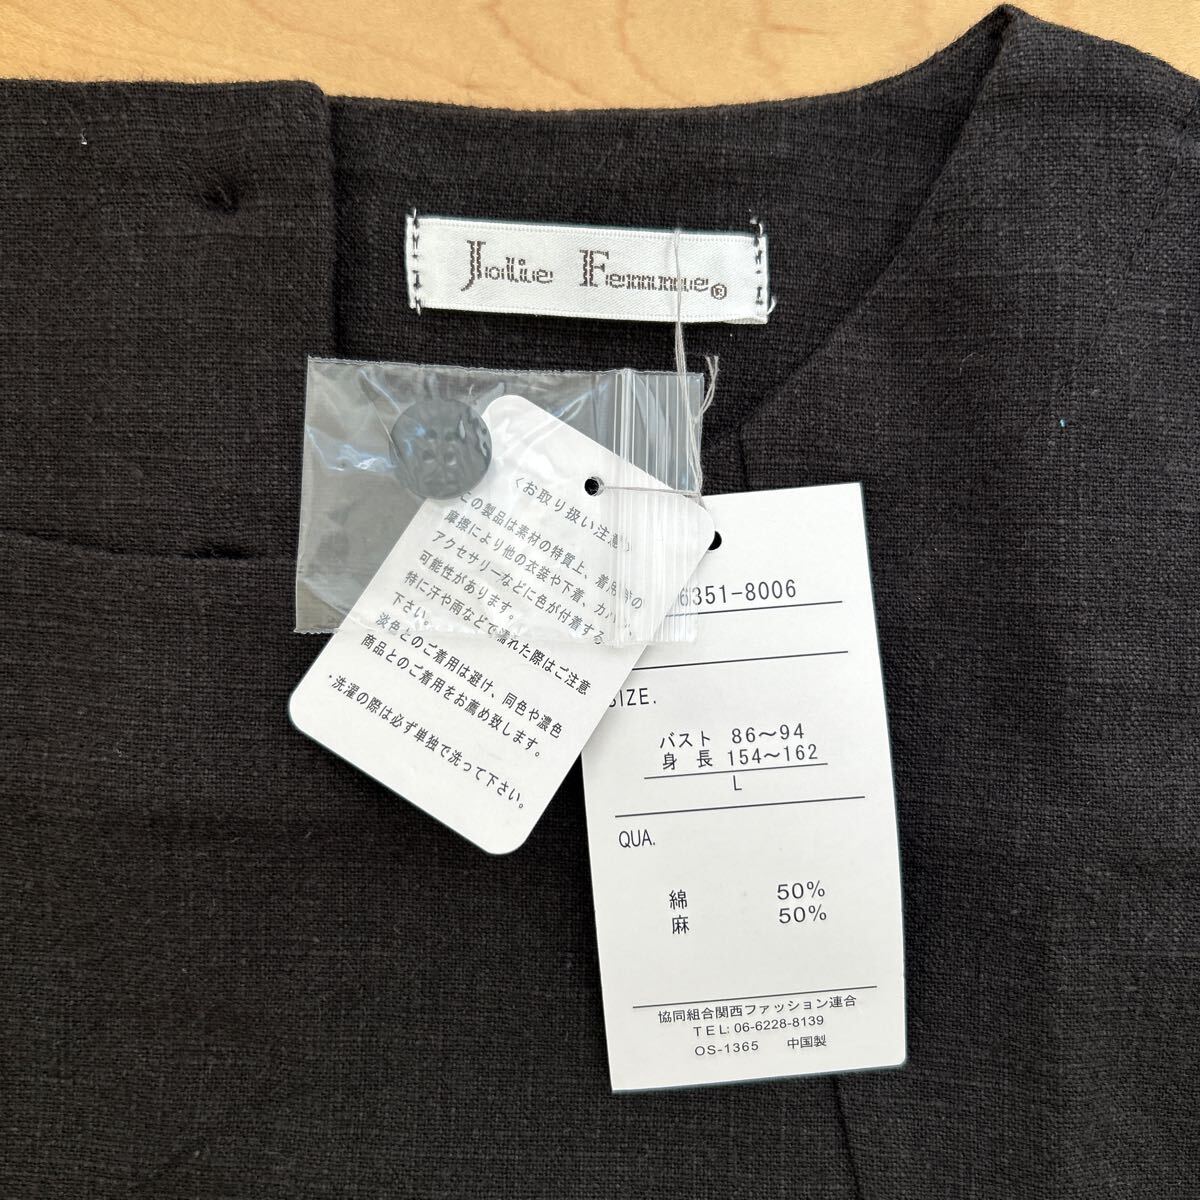 Jolie Femme®
〈お取り扱い注意〉
この製品は素材の特質上、着用時の
摩擦により他の衣装や下着、カバン、
アクセサリーなどに色が付着する
可能性があります。
特に汗や雨などで濡れた際はご注意
下さい。
淡色とのご着用は避け、同色や濃色
商品とのご着用をお薦め致します。
・洗濯の際は必ず単独で洗って下さい。
6351-8006
SIZE.
バスト 86〜94
身長 154〜162
L
QUA.
綿 50%
麻 50%
協同組合関西ファッション連合
TEL:06-6228-8139
OS-1365 中国製